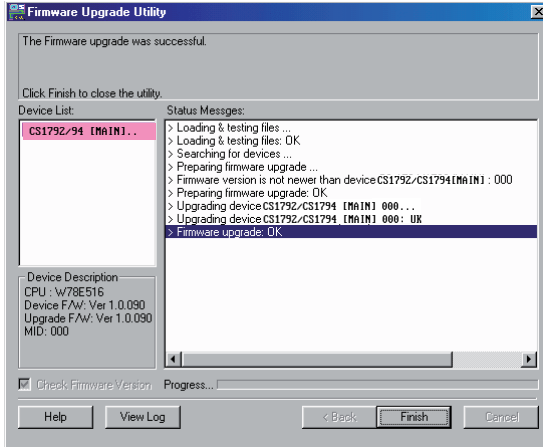 Firmware Upgrade Utility
The Firmware upgrade was successful.
Click Finish to close the utility.
Device List:
CS1792/94 [MAIN]..
Status Messges:
> Loading & testing files ...
> Loading & testing files: OK
> Searching for devices ...
> Preparing firmware upgrade ...
> Firmware version is not newer than device CS1792/CS1794[MAIN] : 000
> Preparing firmware upgrade: OK
> Upgrading device CS1792/CS1794 [MAIN] 000...
> Upgrading device CS1792/CS1794 [MAIN] 000: UK
> Firmware upgrade: OK
Device Description
CPU : W78E516
Device F/W: Ver 1.0.090
Upgrade F/W: Ver 1.0.090
MID: 000
Check Firmware Version
Progress...
Help
View Log
< Back
Finish
Cancel